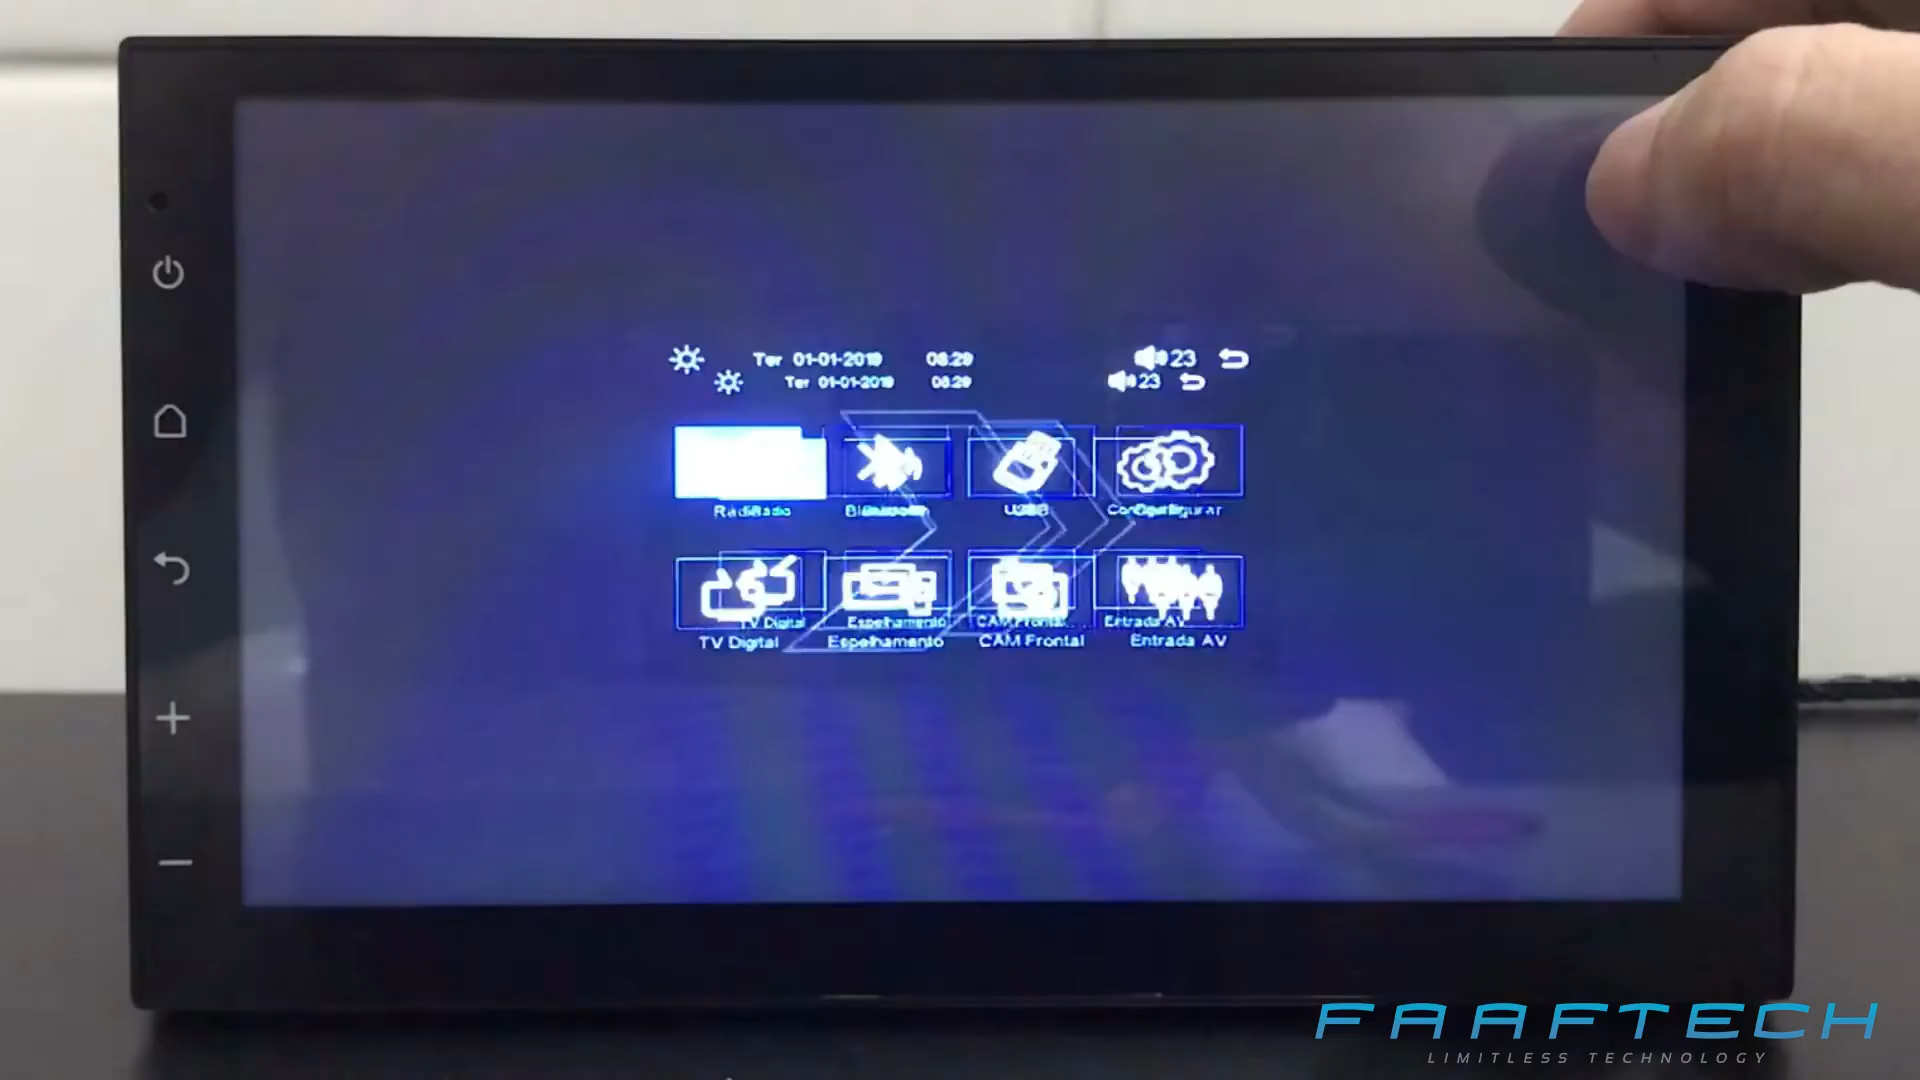 Ter 01-01-2019 08:29 23
Ter 01-01-2019 08:29 23
TV Digital Espelhamento CAM Frontal Entrada AV
TV Digital Espelhamento CAM Frontal Entrada AV
FAAFTECH
LIMITLESS TECHNOLOGY